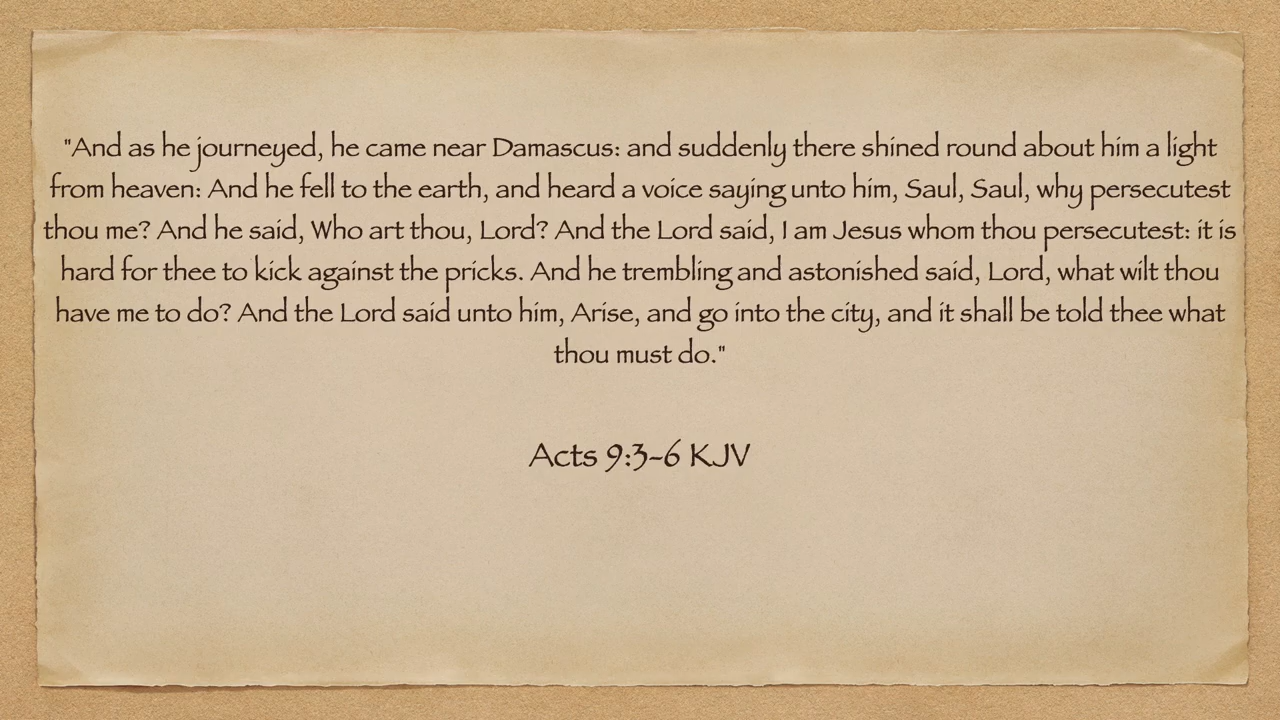 "And as he journeyed, he came near Damascus: and suddenly there shined round about him a light
from heaven: And he fell to the earth, and heard a voice saying unto him, Saul, Saul, why persecutest
thou me? And he said, Who art thou, Lord? And the Lord said, I am Jesus whom thou persecutest: it is
hard for thee to kick against the pricks. And he trembling and astonished said, Lord, what wilt thou
have me to do? And the Lord said unto him, Arise, and go into the city, and it shall be told thee what
thou must do."
Acts 9:3-6 KJV